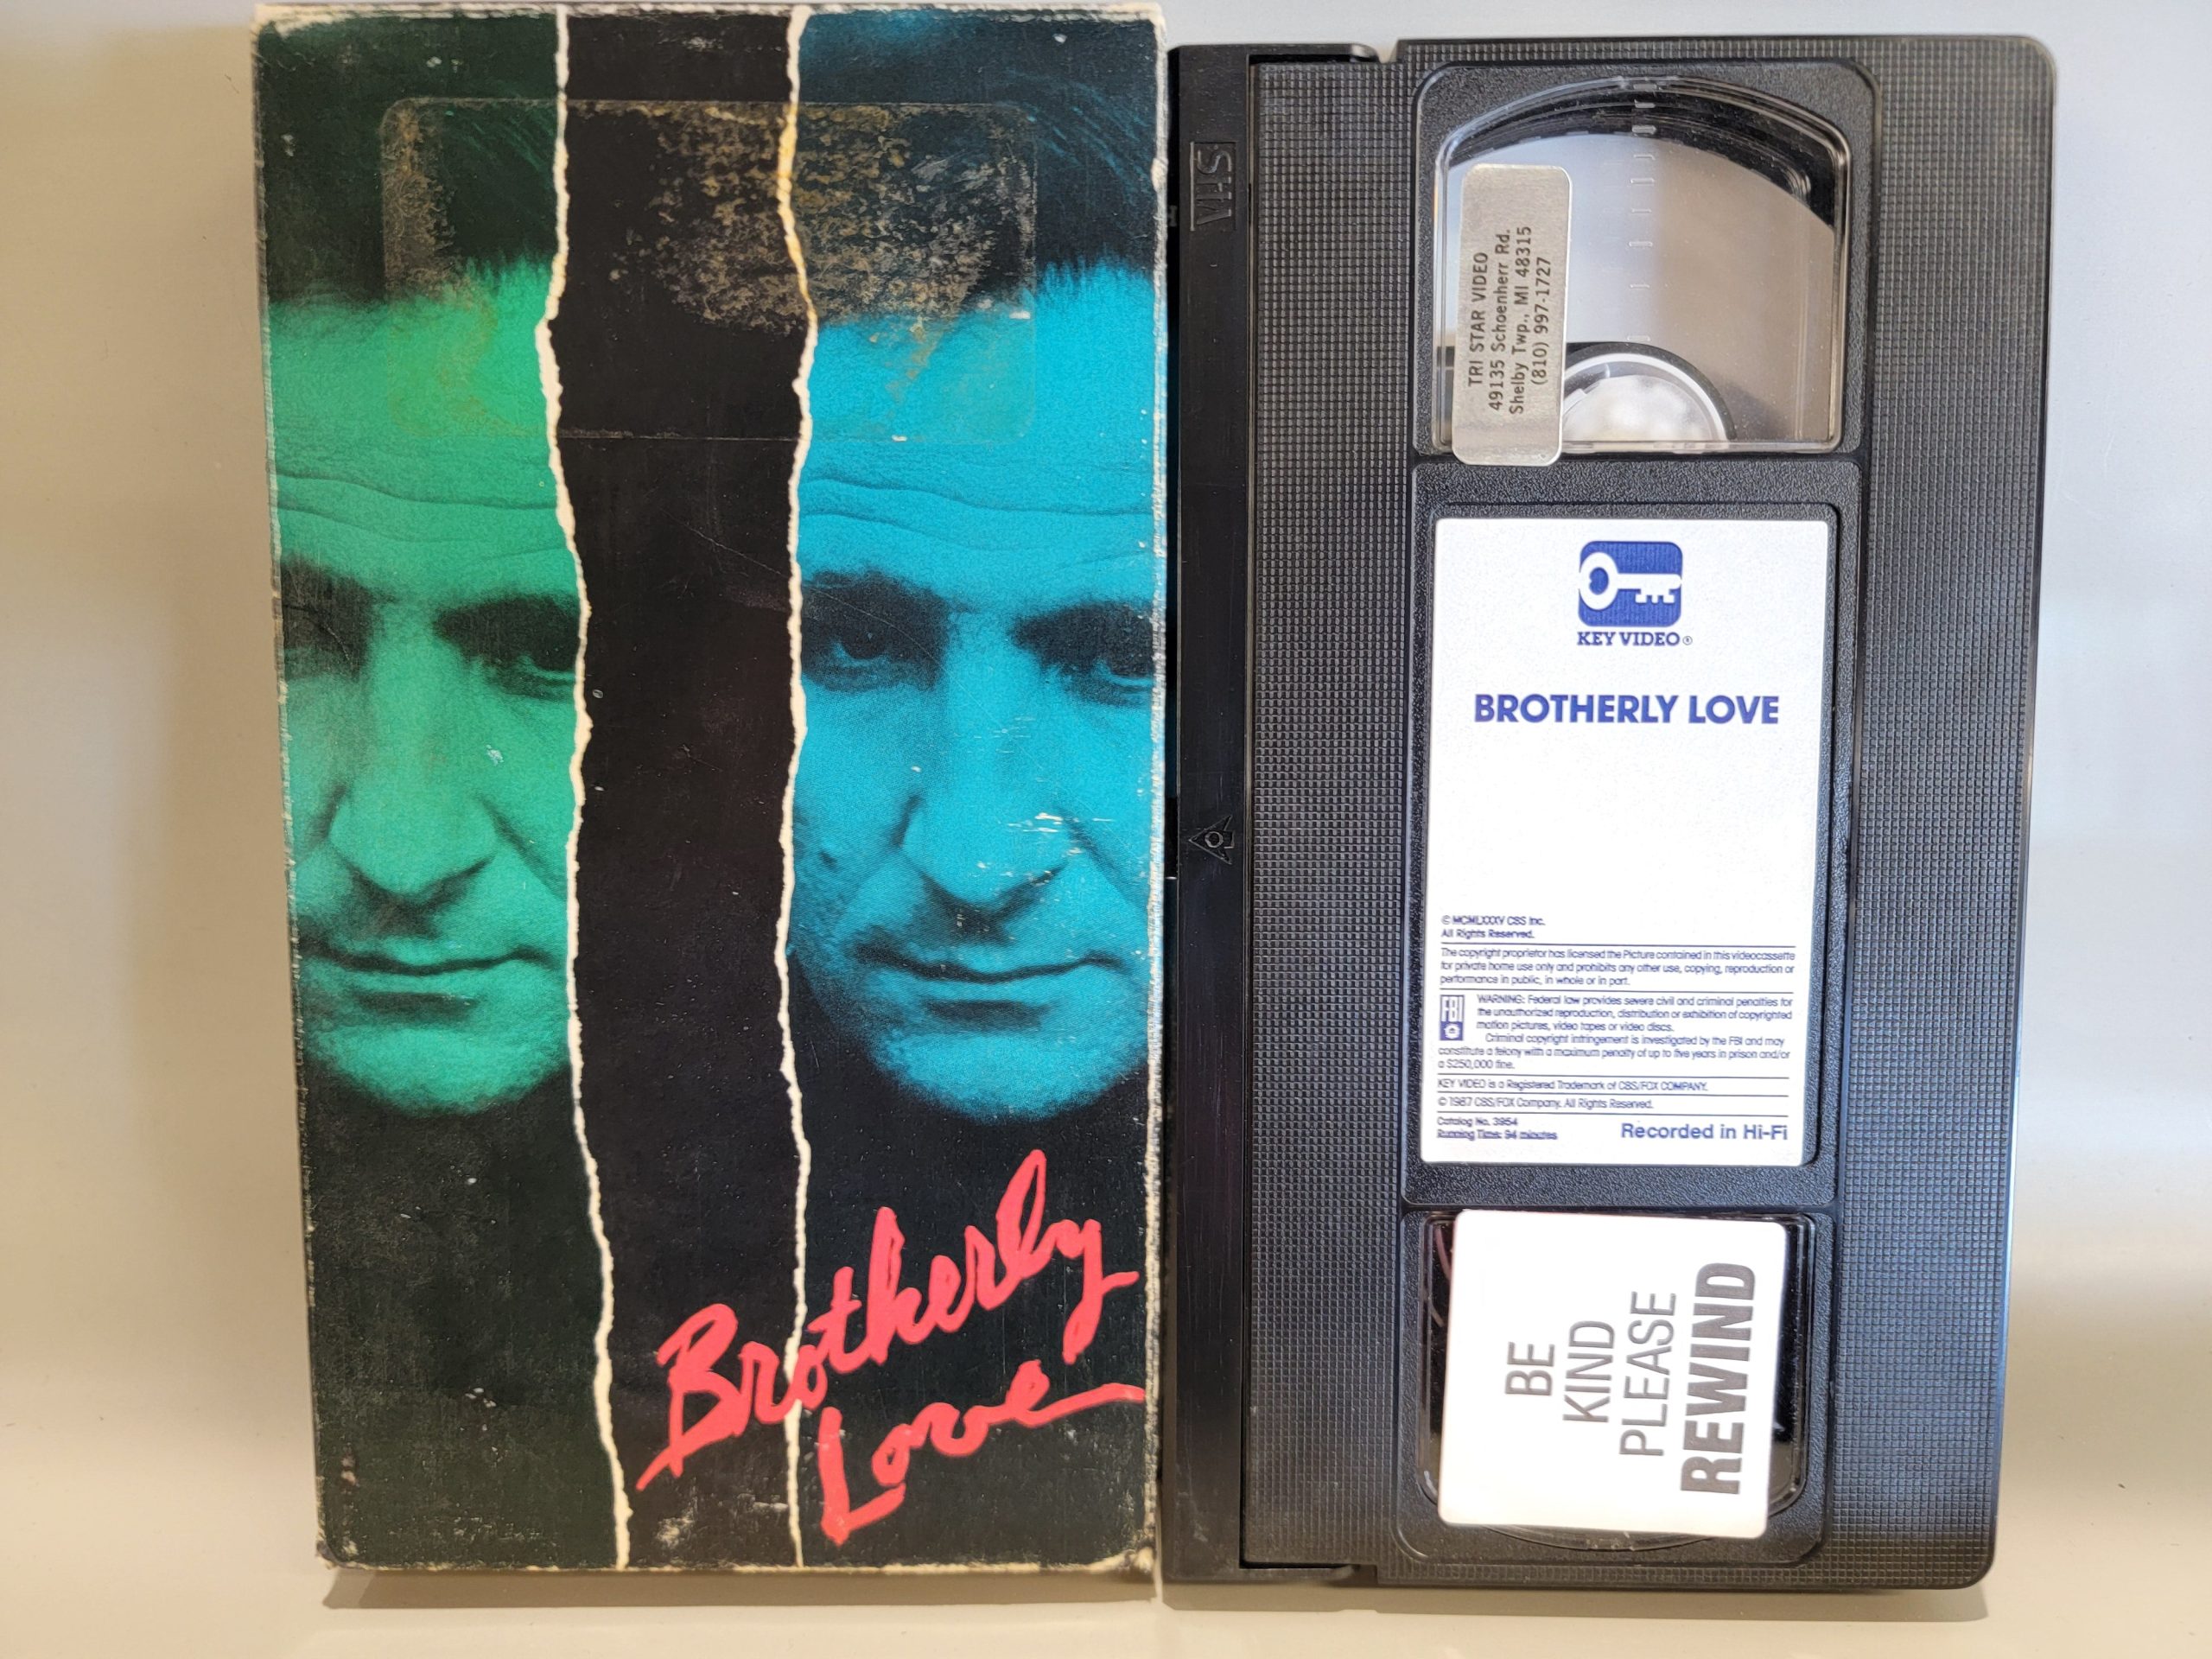 Brotherly
Love
VHS
TRI STAR VIDEO
49135 Schoenherr Rd.
Shelby Twp., MI 48315
(810) 997-1727
KEY VIDEO®
BROTHERLY LOVE
© MCMLXXXV CBS Inc.
All Rights Reserved.
The copyright proprietor has licensed the Picture contained in this videocassette
for private home use only and prohibits any other use, copying, reproduction or
performance in public, in whole or in part.
FBI
WARNING: Federal law provides severe civil and criminal penalties for
the unauthorized reproduction, distribution or exhibition of copyrighted
motion pictures, video tapes or video discs.
Criminal copyright infringement is investigated by the FBI and may
constitute a felony with a maximum penalty of up to five years in prison and/or
a $250,000 fine.
KEY VIDEO is a Registered Trademark of CBS/FOX COMPANY.
© 1987 CBS/FOX Company. All Rights Reserved.
Catalog No. 3954
Running Time: 94 minutes
Recorded in Hi-Fi
BE
KIND
PLEASE
REWIND